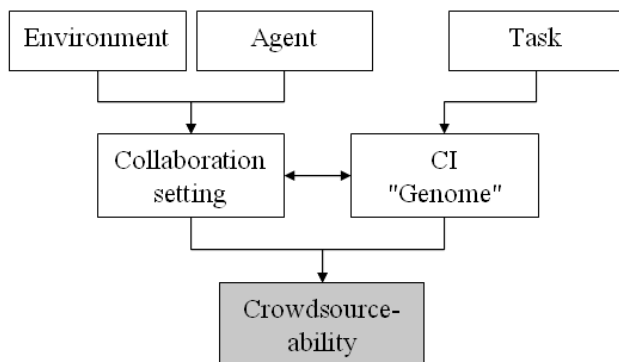 Environment
Agent
Task
Collaboration
setting
CI
"Genome"
Crowdsource-
ability